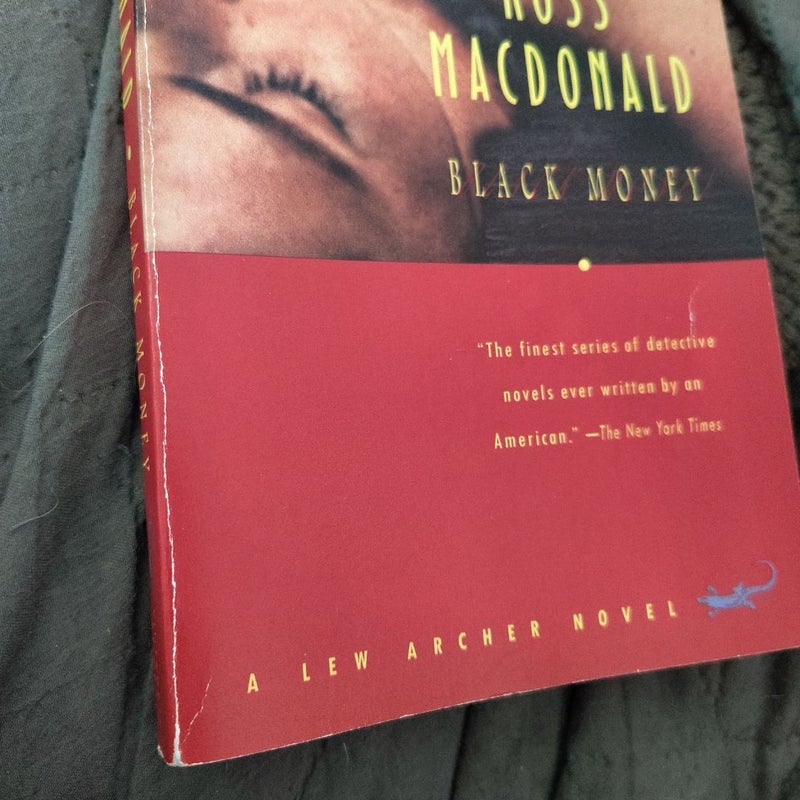 ROSS
MACDONALD
BLACK MONEY
“The finest series of detective
novels ever written by an
American.” —The New York Times
A LEW ARCHER NOVEL
• BLACK MONEY